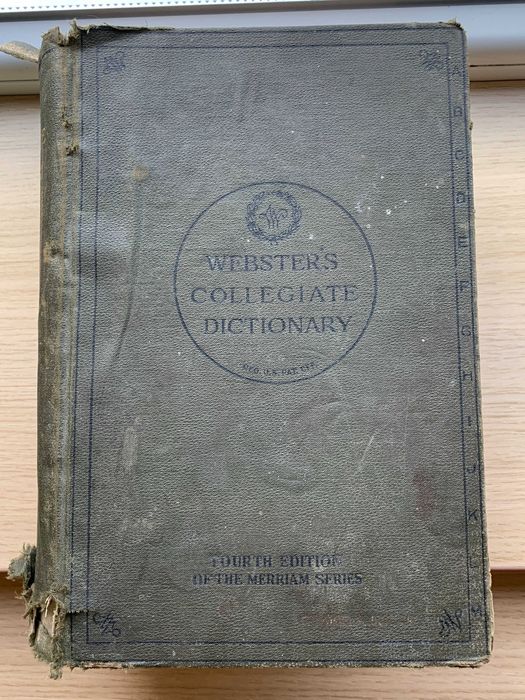 WEBSTER'S
COLLEGIATE
DICTIONARY
REG. U.S. PAT. OFF.
FOURTH EDITION
OF THE MERRIAM SERIES
A
B
C
D
E
F
G
H
I
J
K
L
M